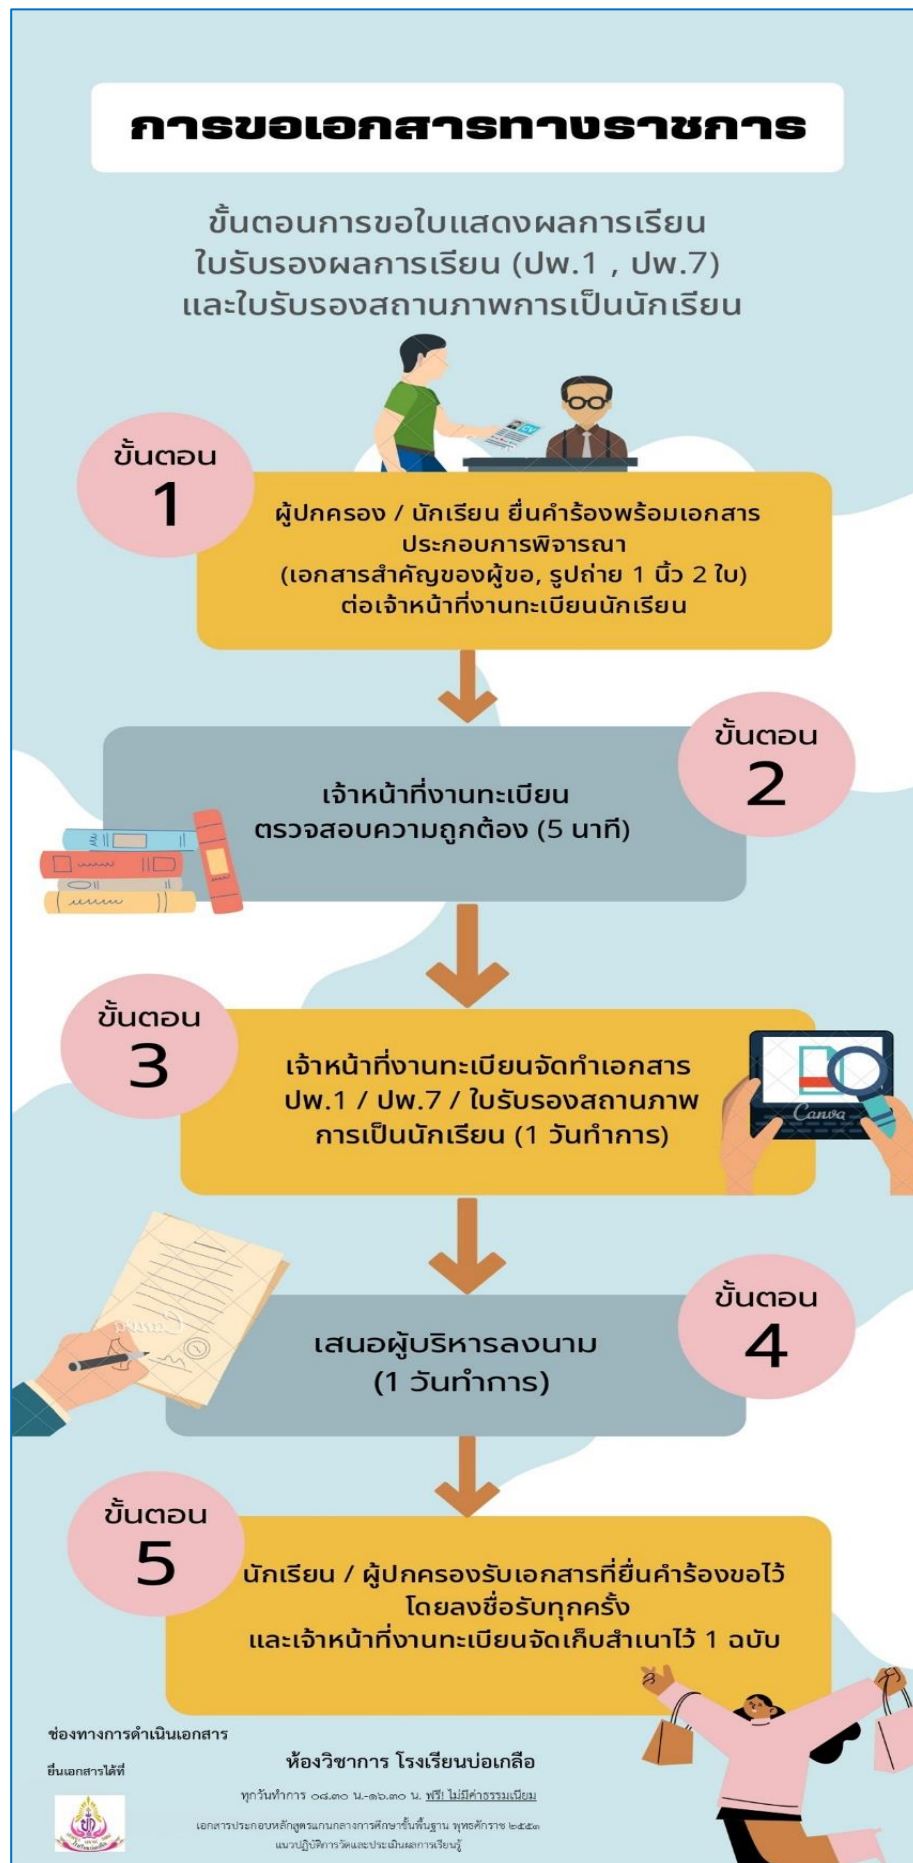 การขอเอกสารทางราชการ
ขั้นตอนการขอใบแสดงผลการเรียน
ใบรับรองผลการเรียน (ปพ.1 , ปพ.7)
และใบรับรองสถานภาพการเป็นนักเรียน
ขั้นตอน
1
ผู้ปกครอง / นักเรียน ยื่นคำร้องพร้อมเอกสาร
ประกอบการพิจารณา
(เอกสารสำคัญของผู้ขอ, รูปถ่าย 1 นิ้ว 2 ใบ)
ต่อเจ้าหน้าที่งานทะเบียนนักเรียน
ขั้นตอน
2
เจ้าหน้าที่งานทะเบียน
ตรวจสอบความถูกต้อง (5 นาที)
ขั้นตอน
3
เจ้าหน้าที่งานทะเบียนจัดทำเอกสาร
ปพ.1 / ปพ.7 / ใบรับรองสถานภาพ
การเป็นนักเรียน (1 วันทำการ)
Canva
ขั้นตอน
4
เสนอผู้บริหารลงนาม
(1 วันทำการ)
ขั้นตอน
5
นักเรียน / ผู้ปกครองรับเอกสารที่ยื่นคำร้องขอไว้
โดยลงชื่อรับทุกครั้ง
และเจ้าหน้าที่งานทะเบียนจัดเก็บสำเนาไว้ 1 ฉบับ
ช่องทางการดำเนินเอกสาร
ยื่นเอกสารได้ที่
ห้องวิชาการ โรงเรียนบ่อเกลือ
ทุกวันทำการ ๐๘.๓๐ น.-๑๖.๓๐ น. ฟรี! ไม่มีค่าธรรมเนียม
เอกสารประกอบหลักสูตรแกนกลางการศึกษาขั้นพื้นฐาน พุทธศักราช ๒๕๕๑
แนวปฏิบัติการวัดและประเมินผลการเรียนรู้